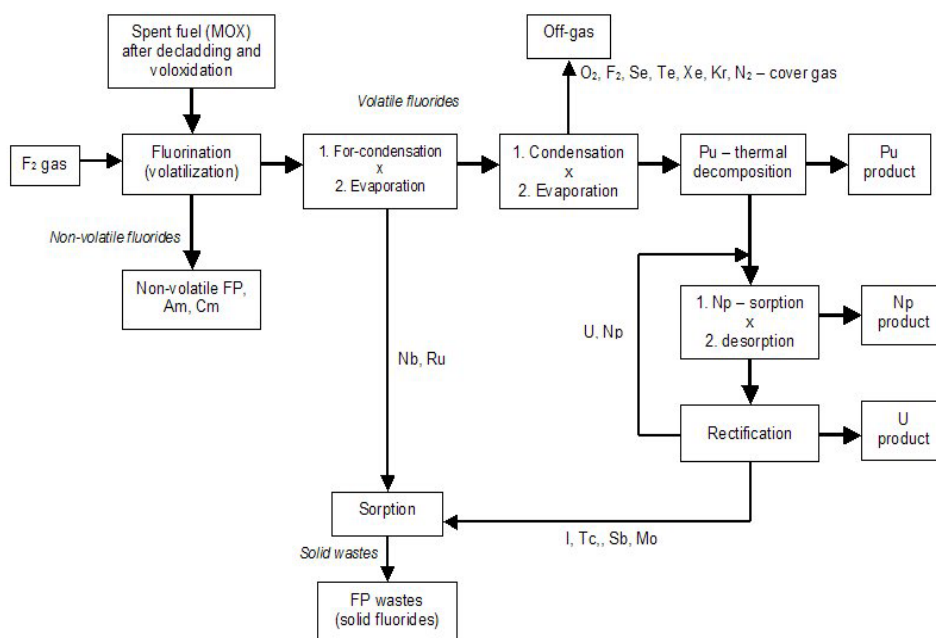 Spent fuel (MOX)
after decladding and
voloxidation
Off-gas
O₂, F₂, Se, Te, Xe, Kr, N₂ – cover gas
Volatile fluorides
F₂ gas
Fluorination
(volatilization)
1. For-condensation
x
2. Evaporation
1. Condensation
x
2. Evaporation
Pu – thermal
decomposition
Pu
product
Non-volatile fluorides
Non-volatile FP,
Am, Cm
U, Np
1. Np – sorption
x
2. desorption
Np
product
Nb, Ru
Rectification
U
product
Sorption
I, Tc,, Sb, Mo
Solid wastes
FP wastes
(solid fluorides)